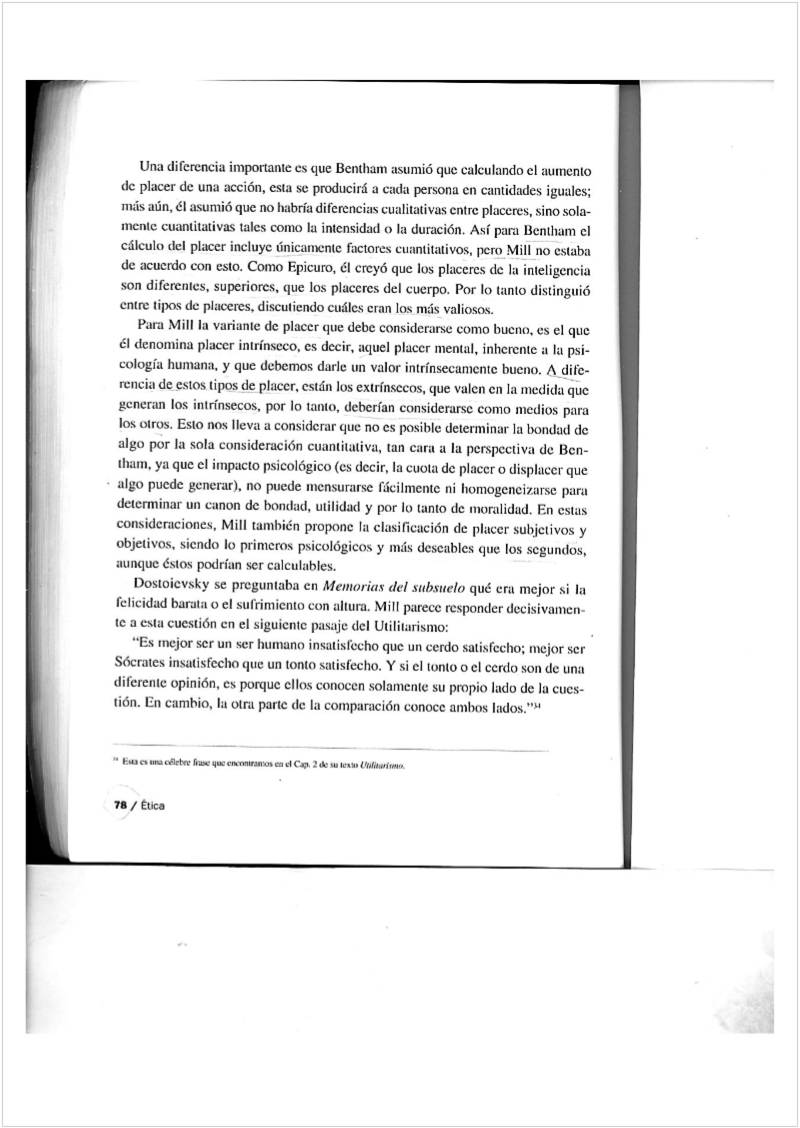 Una diferencia importante es que Bentham asumió que calculando el aumento
de placer de una acción, esta se producirá a cada persona en cantidades iguales;
más aún, él asumió que no habría diferencias cualitativas entre placeres, sino sola-
mente cuantitativas tales como la intensidad o la duración. Así para Bentham el
cálculo del placer incluye únicamente factores cuantitativos, pero Mill no estaba
de acuerdo con esto. Como Epicuro, él creyó que los placeres de la inteligencia
son diferentes, superiores, que los placeres del cuerpo. Por lo tanto distinguió
entre tipos de placeres, discutiendo cuáles eran los más valiosos.
Para Mill la variante de placer que debe considerarse como bueno, es el que
él denomina placer intrínseco, es decir, aquel placer mental, inherente a la psi-
cología humana, y que debemos darle un valor intrínsecamente bueno. A dife-
rencia de estos tipos de placer, están los extrínsecos, que valen en la medida que
generan los intrínsecos, por lo tanto, deberían considerarse como medios para
los otros. Esto nos lleva a considerar que no es posible determinar la bondad de
algo por la sola consideración cuantitativa, tan cara a la perspectiva de Ben-
tham, ya que el impacto psicológico (es decir, la cuota de placer o displacer que
algo puede generar), no puede mensurarse fácilmente ni homogeneizarse para
determinar un canon de bondad, utilidad y por lo tanto de moralidad. En estas
consideraciones, Mill también propone la clasificación de placer subjetivos y
objetivos, siendo lo primeros psicológicos y más deseables que los segundos,
aunque éstos podrían ser calculables.
Dostoievsky se preguntaba en Memorias del subsuelo qué era mejor si la
felicidad barata o el sufrimiento con altura. Mill parece responder decisivamen-
te a esta cuestión en el siguiente pasaje del Utilitarismo:
“Es mejor ser un ser humano insatisfecho que un cerdo satisfecho; mejor ser
Sócrates insatisfecho que un tonto satisfecho. Y si el tonto o el cerdo son de una
diferente opinión, es porque ellos conocen solamente su propio lado de la cues-
tión. En cambio, la otra parte de la comparación conoce ambos lados.”³⁴
³⁴ Esta es una célebre frase que encontramos en el Cap. 2 de su texto Utilitarismo.
78 / Ética